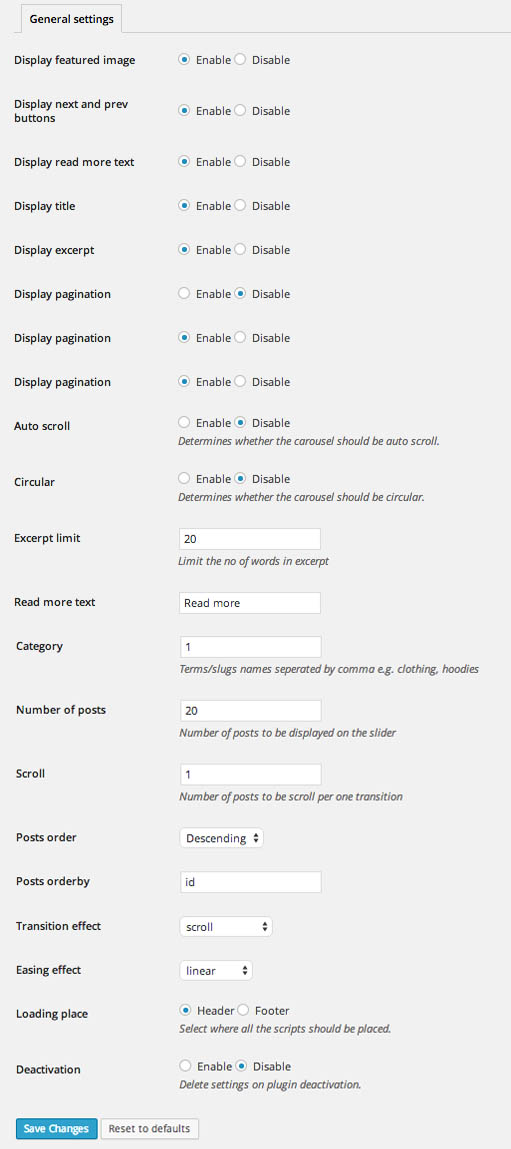 General settings
Display featured image Enable Disable
Display next and prev
buttons Enable Disable
Display read more text Enable Disable
Display title Enable Disable
Display excerpt Enable Disable
Display pagination Enable Disable
Display pagination Enable Disable
Display pagination Enable Disable
Auto scroll Enable Disable
Determines whether the carousel should be auto scroll.
Circular Enable Disable
Determines whether the carousel should be circular.
Excerpt limit 20
Limit the no of words in excerpt
Read more text Read more
Category 1
Terms/slugs names seperated by comma e.g. clothing, hoodies
Number of posts 20
Number of posts to be displayed on the slider
Scroll 1
Number of posts to be scroll per one transition
Posts order Descending
Posts orderby id
Transition effect scroll
Easing effect linear
Loading place Header Footer
Select where all the scripts should be placed.
Deactivation Enable Disable
Delete settings on plugin deactivation.
Save Changes Reset to defaults